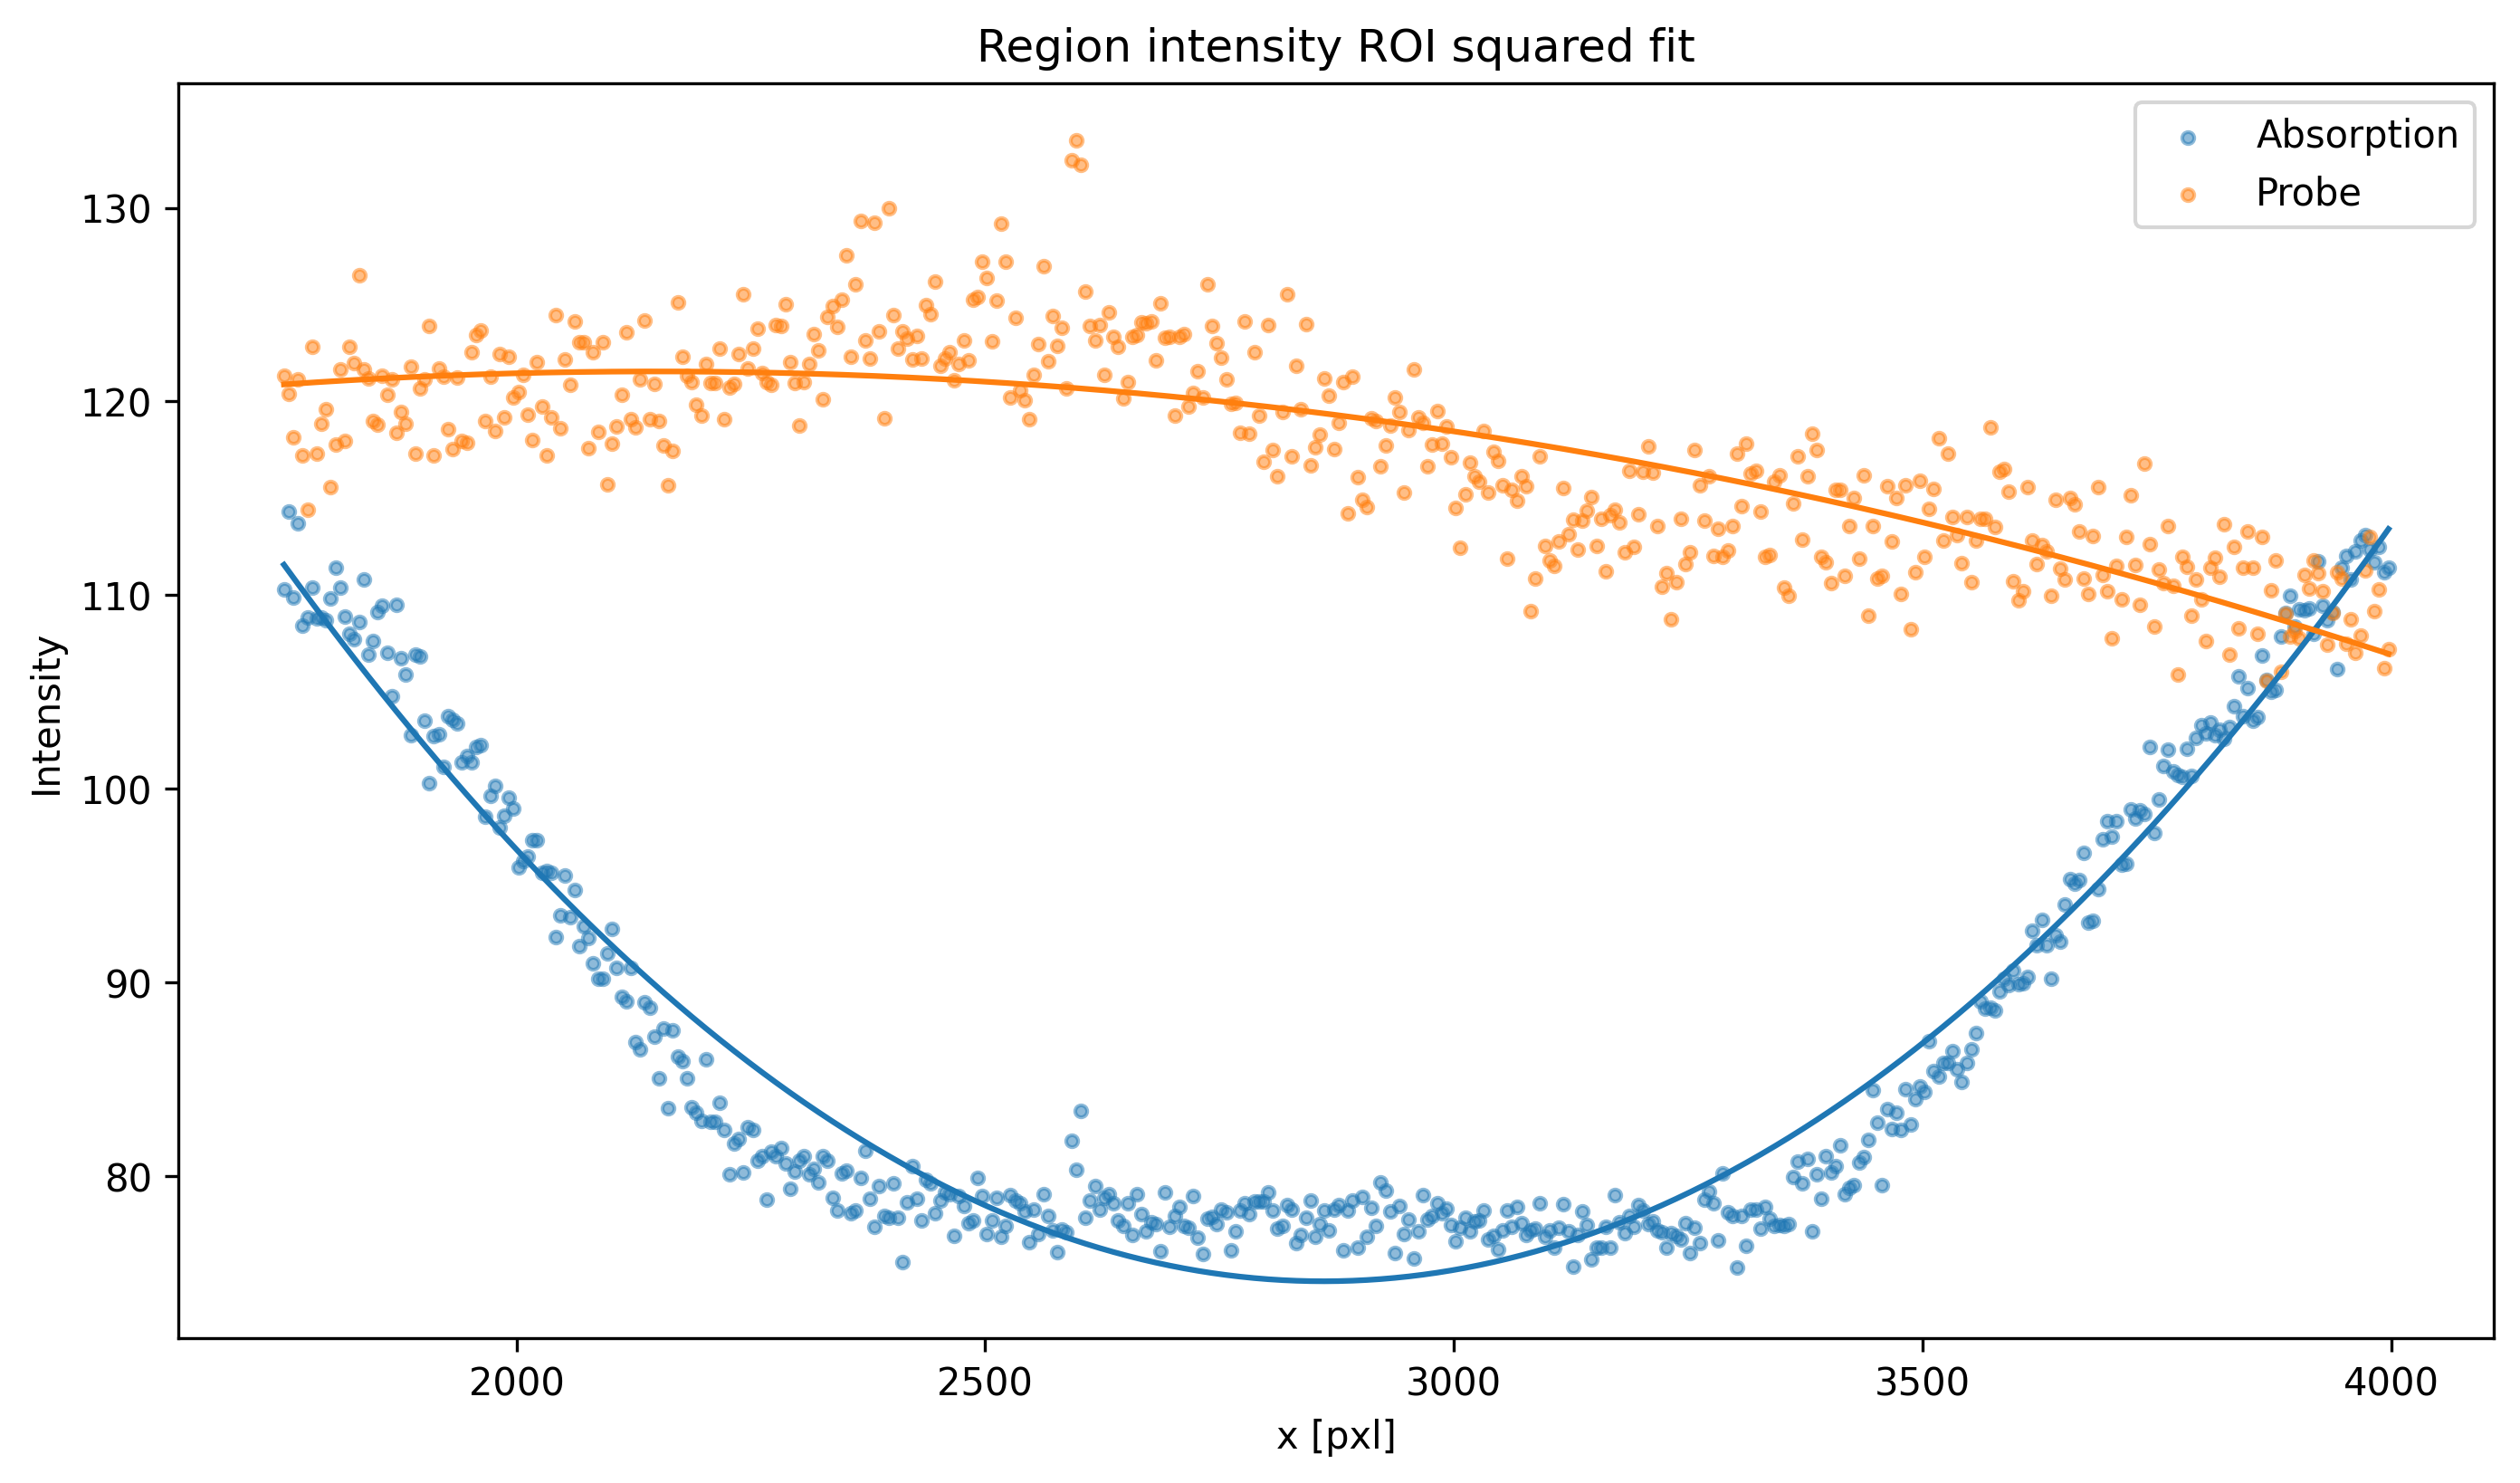 Region intensity ROI squared fit
Absorption
Probe
130
120
110
100
90
80
Intensity
2000 2500 3000 3500 4000
x [pxl]